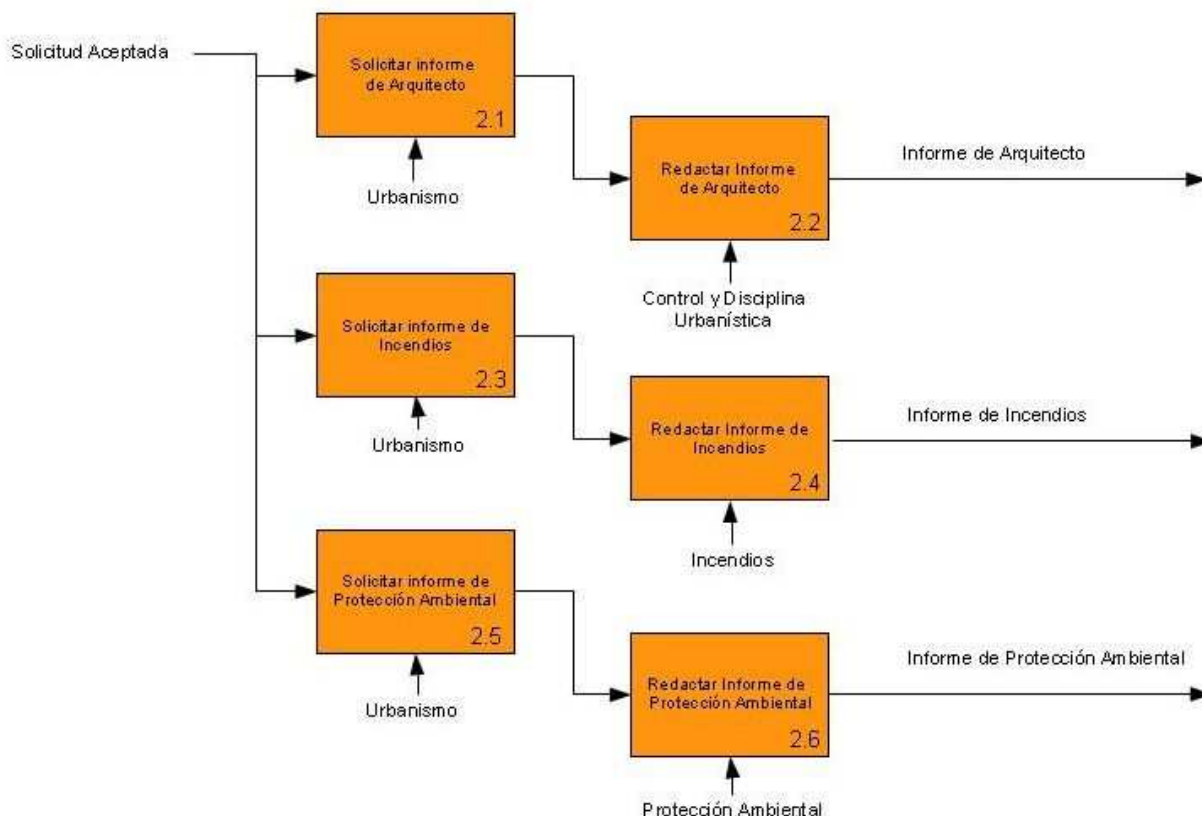 Solicitud Aceptada
Solicitar informe
de Arquitecto
2.1
Urbanismo
Redactar Informe
de Arquitecto
2.2
Control y Disciplina
Urbanística
Informe de Arquitecto
Solicitar informe de
Incendios
2.3
Urbanismo
Redactar Informe de
Incendios
2.4
Incendios
Informe de Incendios
Solicitar informe de
Protección Ambiental
2.5
Urbanismo
Redactar Informe de
Protección Ambiental
2.6
Protección Ambiental
Informe de Protección Ambiental